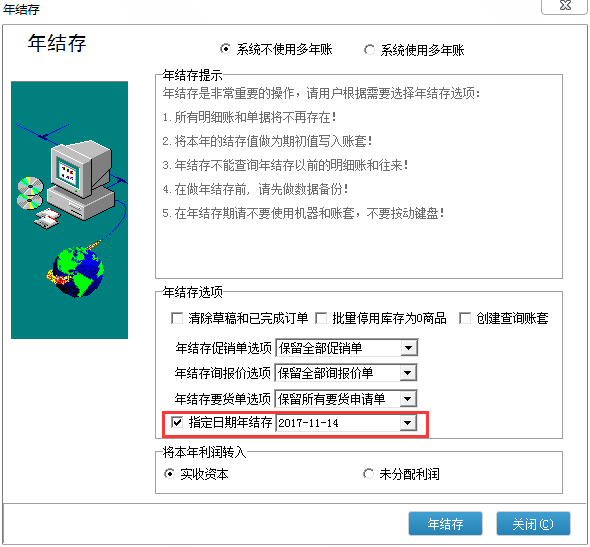 年结存
年结存
系统不使用多年账 系统使用多年账
年结存提示
年结存是非常重要的操作，请用户根据需要选择年结存选项：
1.所有明细账和单据将不再存在！
2.将本年的结存值做为期初值写入账套！
3.年结存不能查询年结存以前的明细账和往来！
4.在做年结存前, 请先做数据备份！
5.在年结存期请不要使用机器和账套，不要按动键盘！
年结存选项
清除草稿和已完成订单 批量停用库存为0商品 创建查询账套
年结存促销单选项 保留全部促销单
年结存询报价选项 保留全部询报价单
年结存要货单选项 保留所有要货申请单
指定日期年结存 2017-11-14
将本年利润转入
实收资本 未分配利润
年结存 关闭(C)